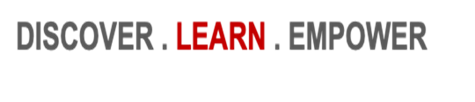 DISCOVER . LEARN . EMPOWER